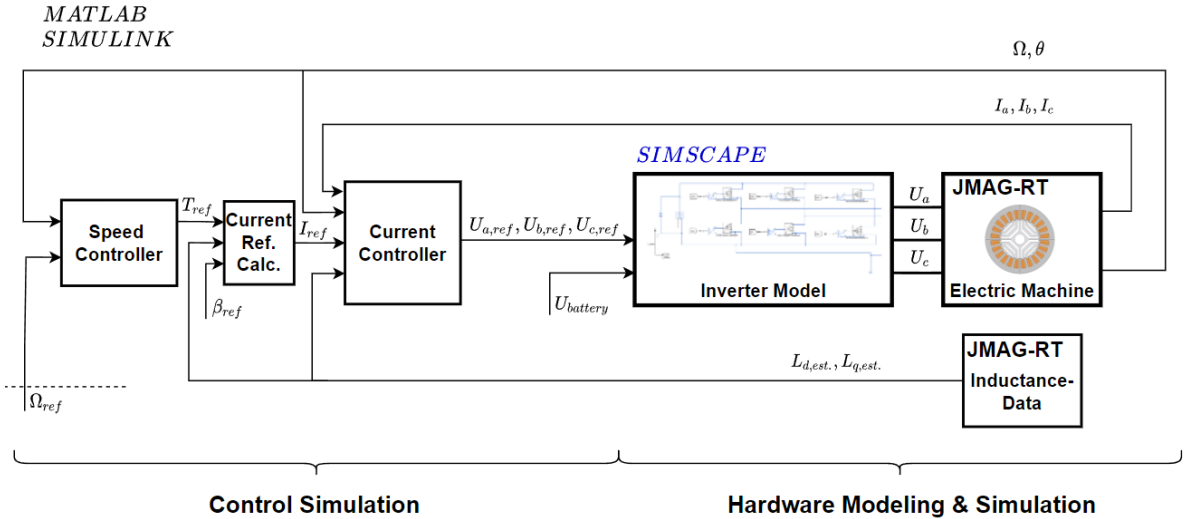 MATLAB
SIMULINK
Ω, θ
I_a, I_b, I_c
SIMSCAPE
JMAG-RT
T_ref
I_ref
U_a,ref, U_b,ref, U_c,ref
U_a
U_b
U_c
Speed
Controller
Current
Ref.
Calc.
Current
Controller
Inverter Model
Electric Machine
β_ref
U_battery
JMAG-RT
Inductance-
Data
L_d,est., L_q,est.
Ω_ref
Control Simulation
Hardware Modeling & Simulation